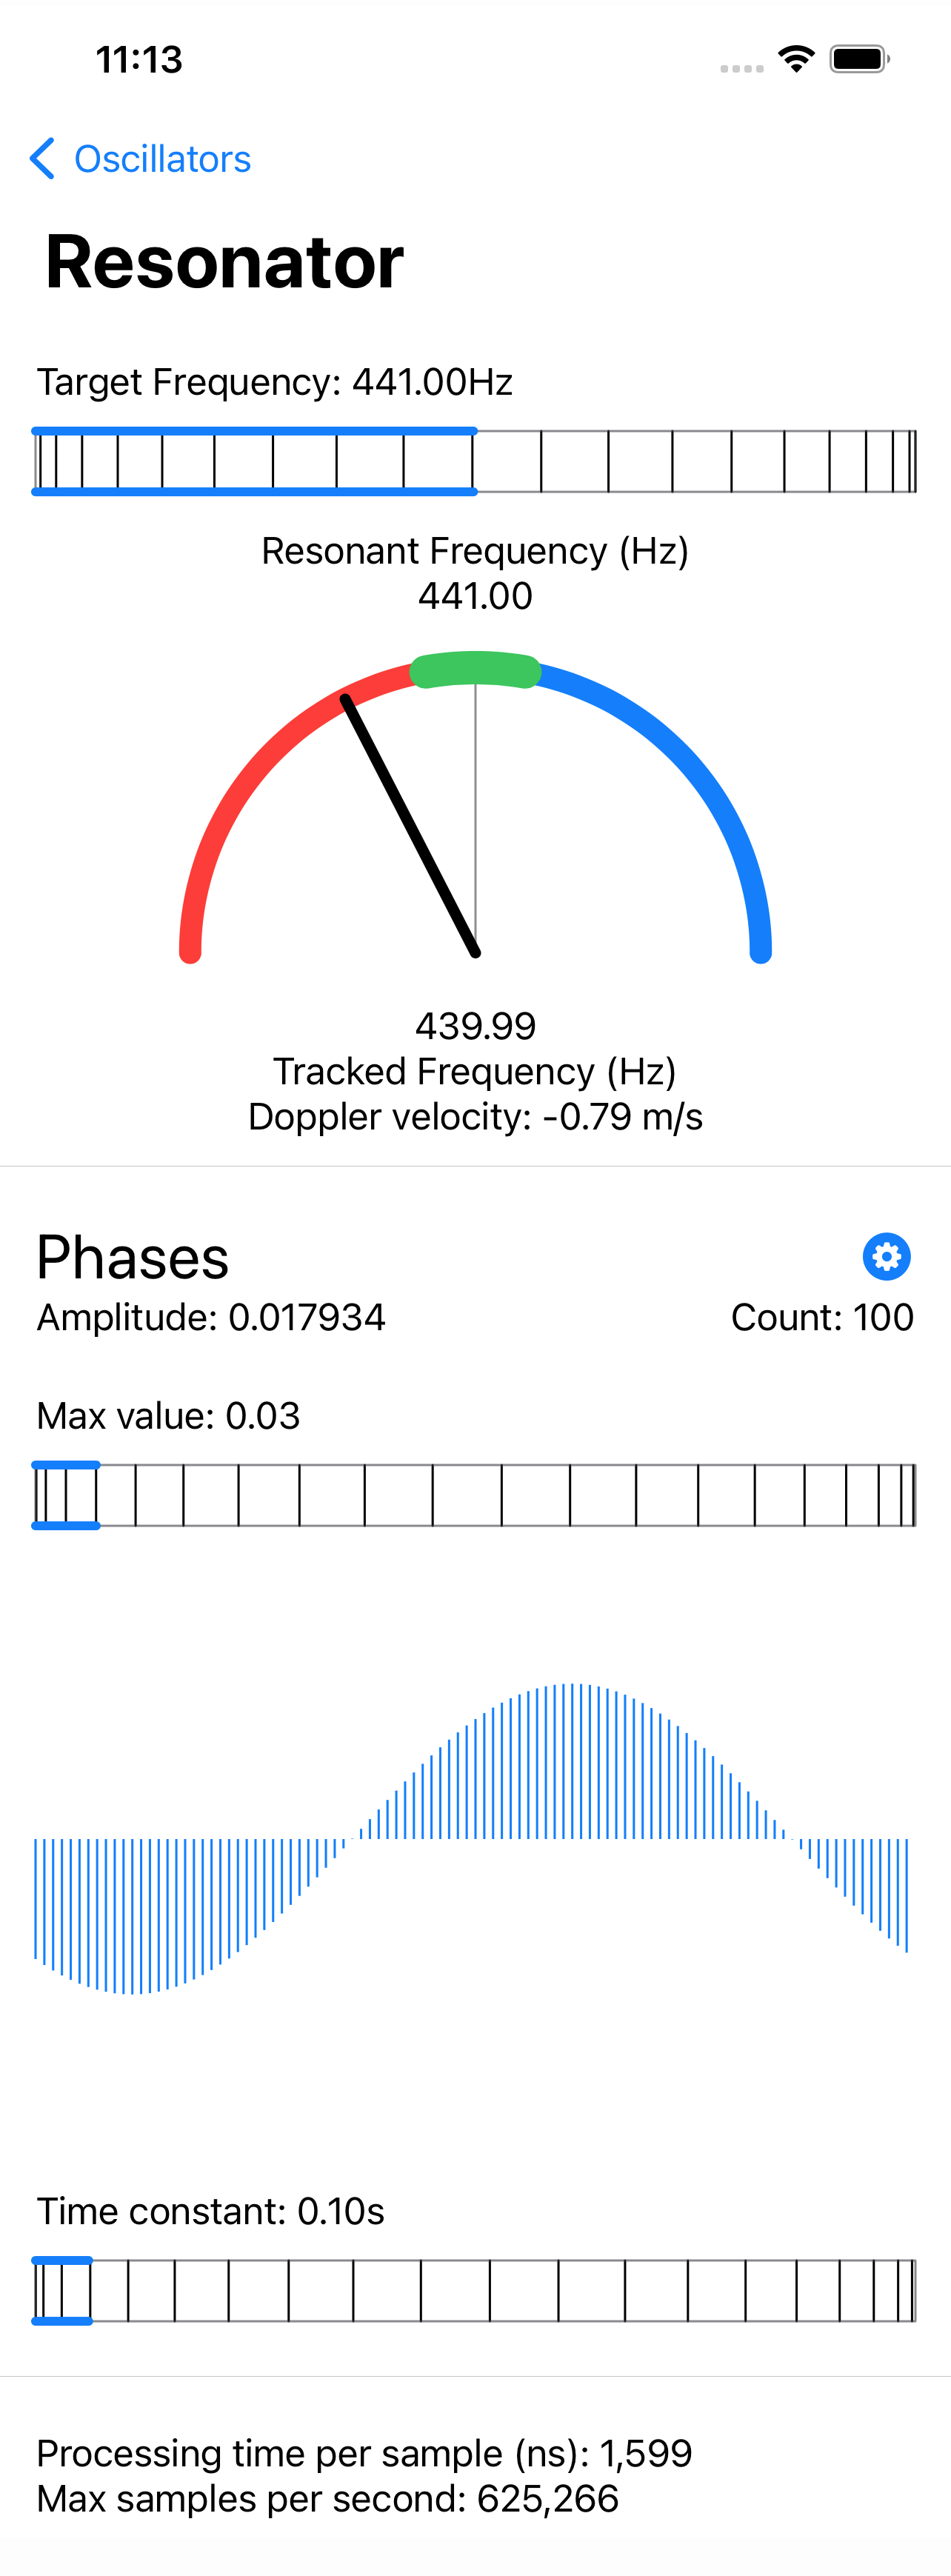 11:13
Oscillators
Resonator
Target Frequency: 441.00Hz
Resonant Frequency (Hz)
441.00
439.99
Tracked Frequency (Hz)
Doppler velocity: -0.79 m/s
Phases
Amplitude: 0.017934 Count: 100
Max value: 0.03
Time constant: 0.10s
Processing time per sample (ns): 1,599
Max samples per second: 625,266